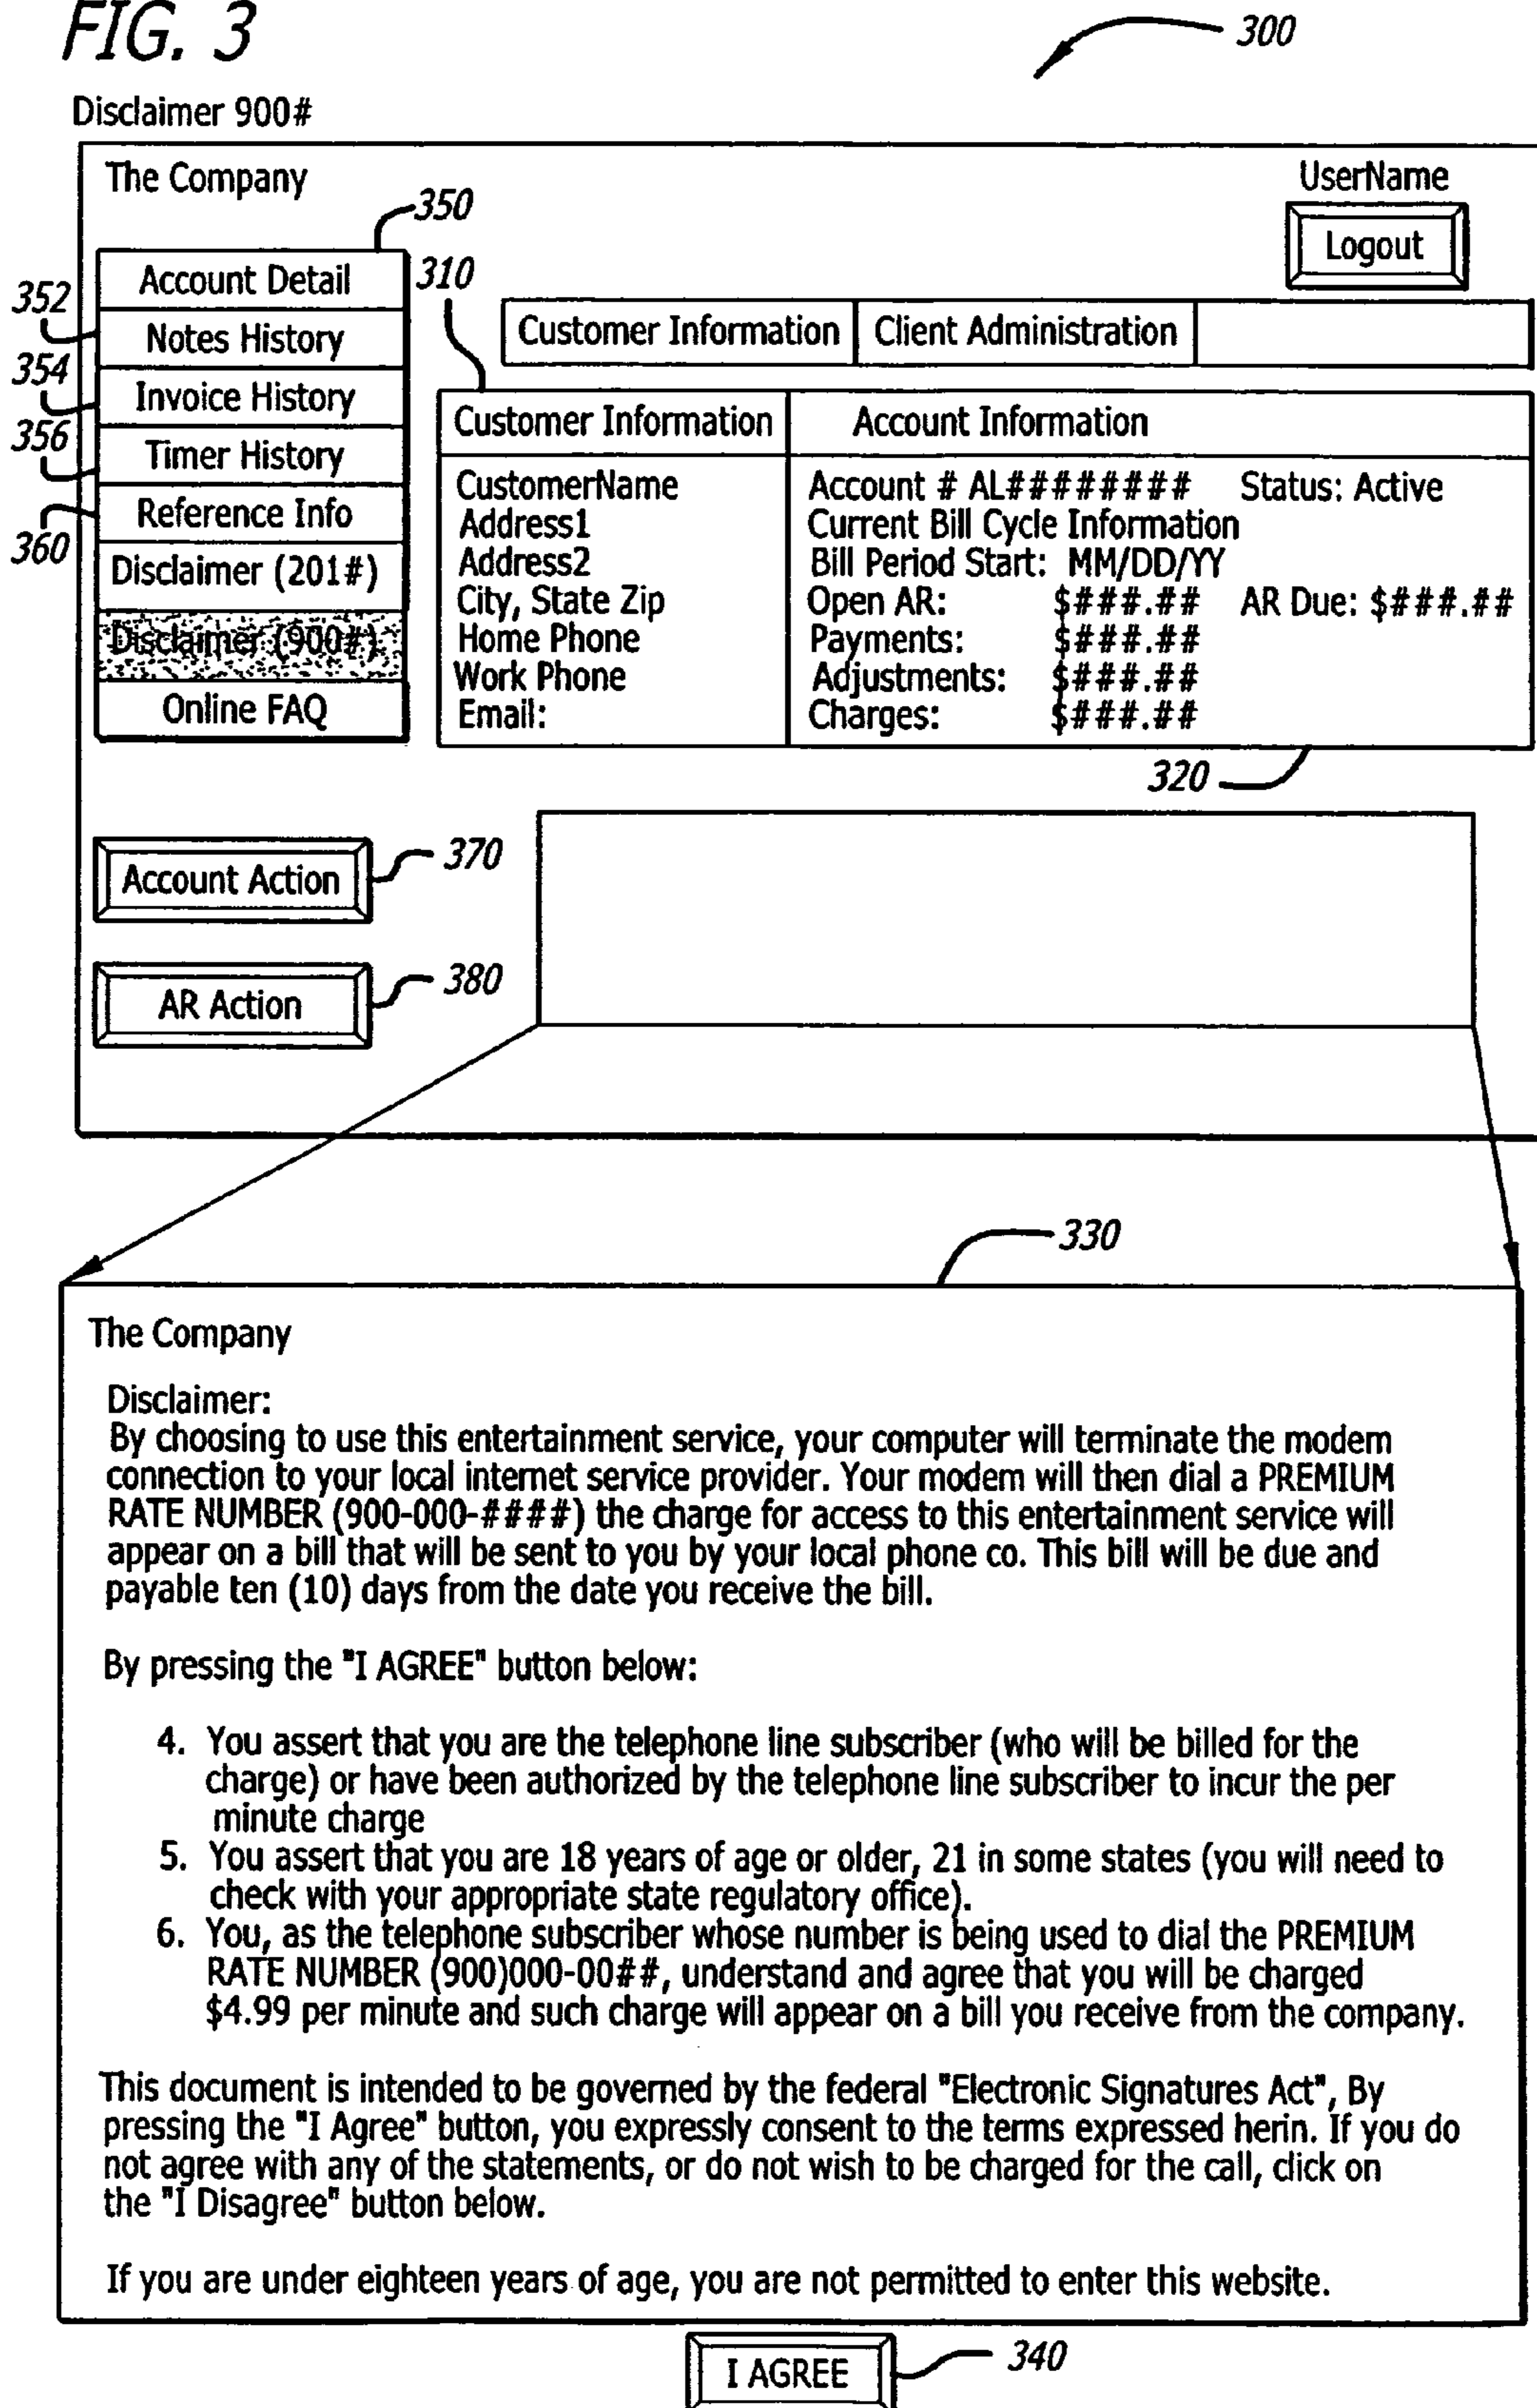 FIG. 3
300
Disclaimer 900#
The Company
UserName
Logout
350
Account Detail
352
Notes History
354
Invoice History
356
Timer History
360
Reference Info
Disclaimer (201#)
Disclaimer (900#)
Online FAQ
310
Customer Information
Client Administration
Customer Information
Account Information
CustomerName
Address1
Address2
City, State Zip
Home Phone
Work Phone
Email:
Account # AL######## Status: Active
Current Bill Cycle Information
Bill Period Start: MM/DD/YY
Open AR: $###.## AR Due: $###.##
Payments: $###.##
Adjustments: $###.##
Charges: $###.##
320
Account Action
370
AR Action
380
330
The Company
Disclaimer:
By choosing to use this entertainment service, your computer will terminate the modem
connection to your local internet service provider. Your modem will then dial a PREMIUM
RATE NUMBER (900-000-####) the charge for access to this entertainment service will
appear on a bill that will be sent to you by your local phone co. This bill will be due and
payable ten (10) days from the date you receive the bill.
By pressing the "I AGREE" button below:
4. You assert that you are the telephone line subscriber (who will be billed for the
charge) or have been authorized by the telephone line subscriber to incur the per
minute charge
5. You assert that you are 18 years of age or older, 21 in some states (you will need to
check with your appropriate state regulatory office).
6. You, as the telephone subscriber whose number is being used to dial the PREMIUM
RATE NUMBER (900)000-00##, understand and agree that you will be charged
$4.99 per minute and such charge will appear on a bill you receive from the company.
This document is intended to be governed by the federal "Electronic Signatures Act", By
pressing the "I Agree" button, you expressly consent to the terms expressed herin. If you do
not agree with any of the statements, or do not wish to be charged for the call, click on
the "I Disagree" button below.
If you are under eighteen years of age, you are not permitted to enter this website.
I AGREE
340